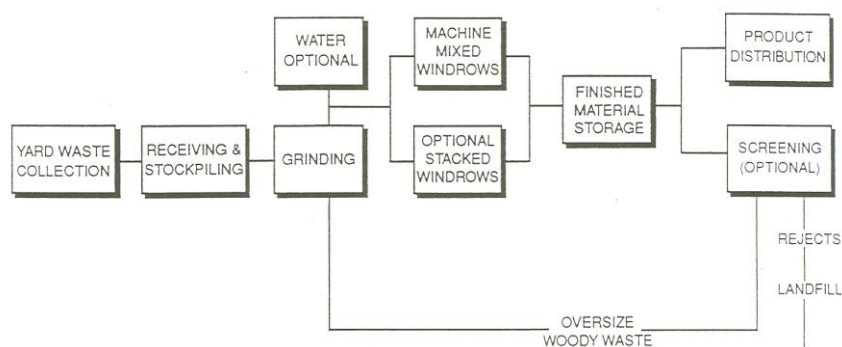 WATER
OPTIONAL
MACHINE
MIXED
WINDROWS
PRODUCT
DISTRIBUTION
FINISHED
MATERIAL
STORAGE
YARD WASTE
COLLECTION
RECEIVING &
STOCKPILING
GRINDING
OPTIONAL
STACKED
WINDROWS
SCREENING
(OPTIONAL)
REJECTS
LANDFILL
OVERSIZE
WOODY WASTE